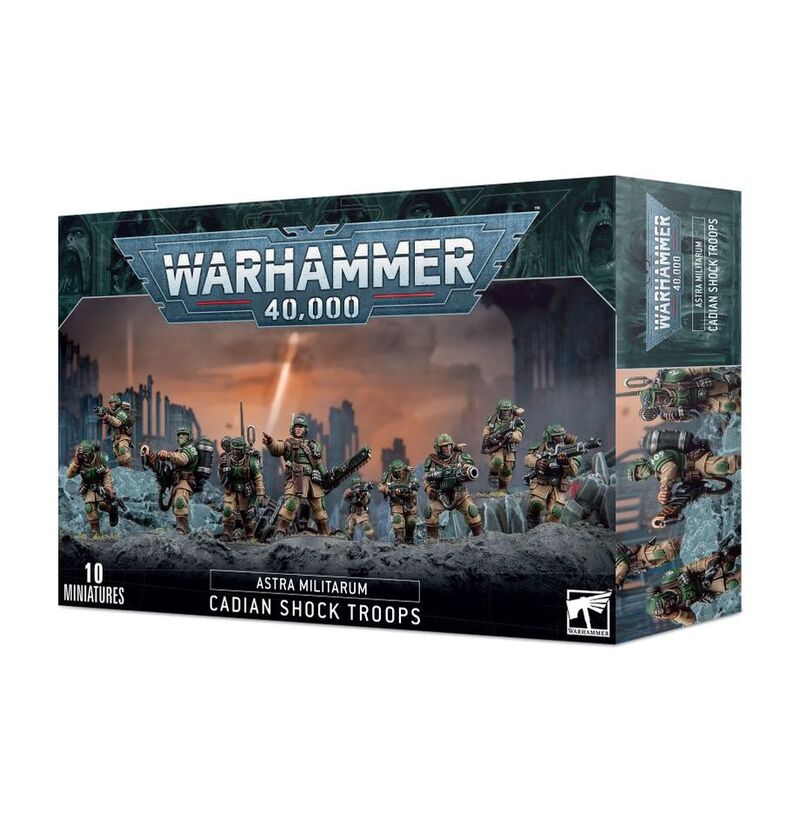 WARHAMMER
40,000
™
10
MINIATURES
ASTRA MILITARUM
CADIAN SHOCK TROOPS
WARHAMMER
WARHAMMER
40,000
ASTRA MILITARUM
CADIAN SHOCK TROOPS